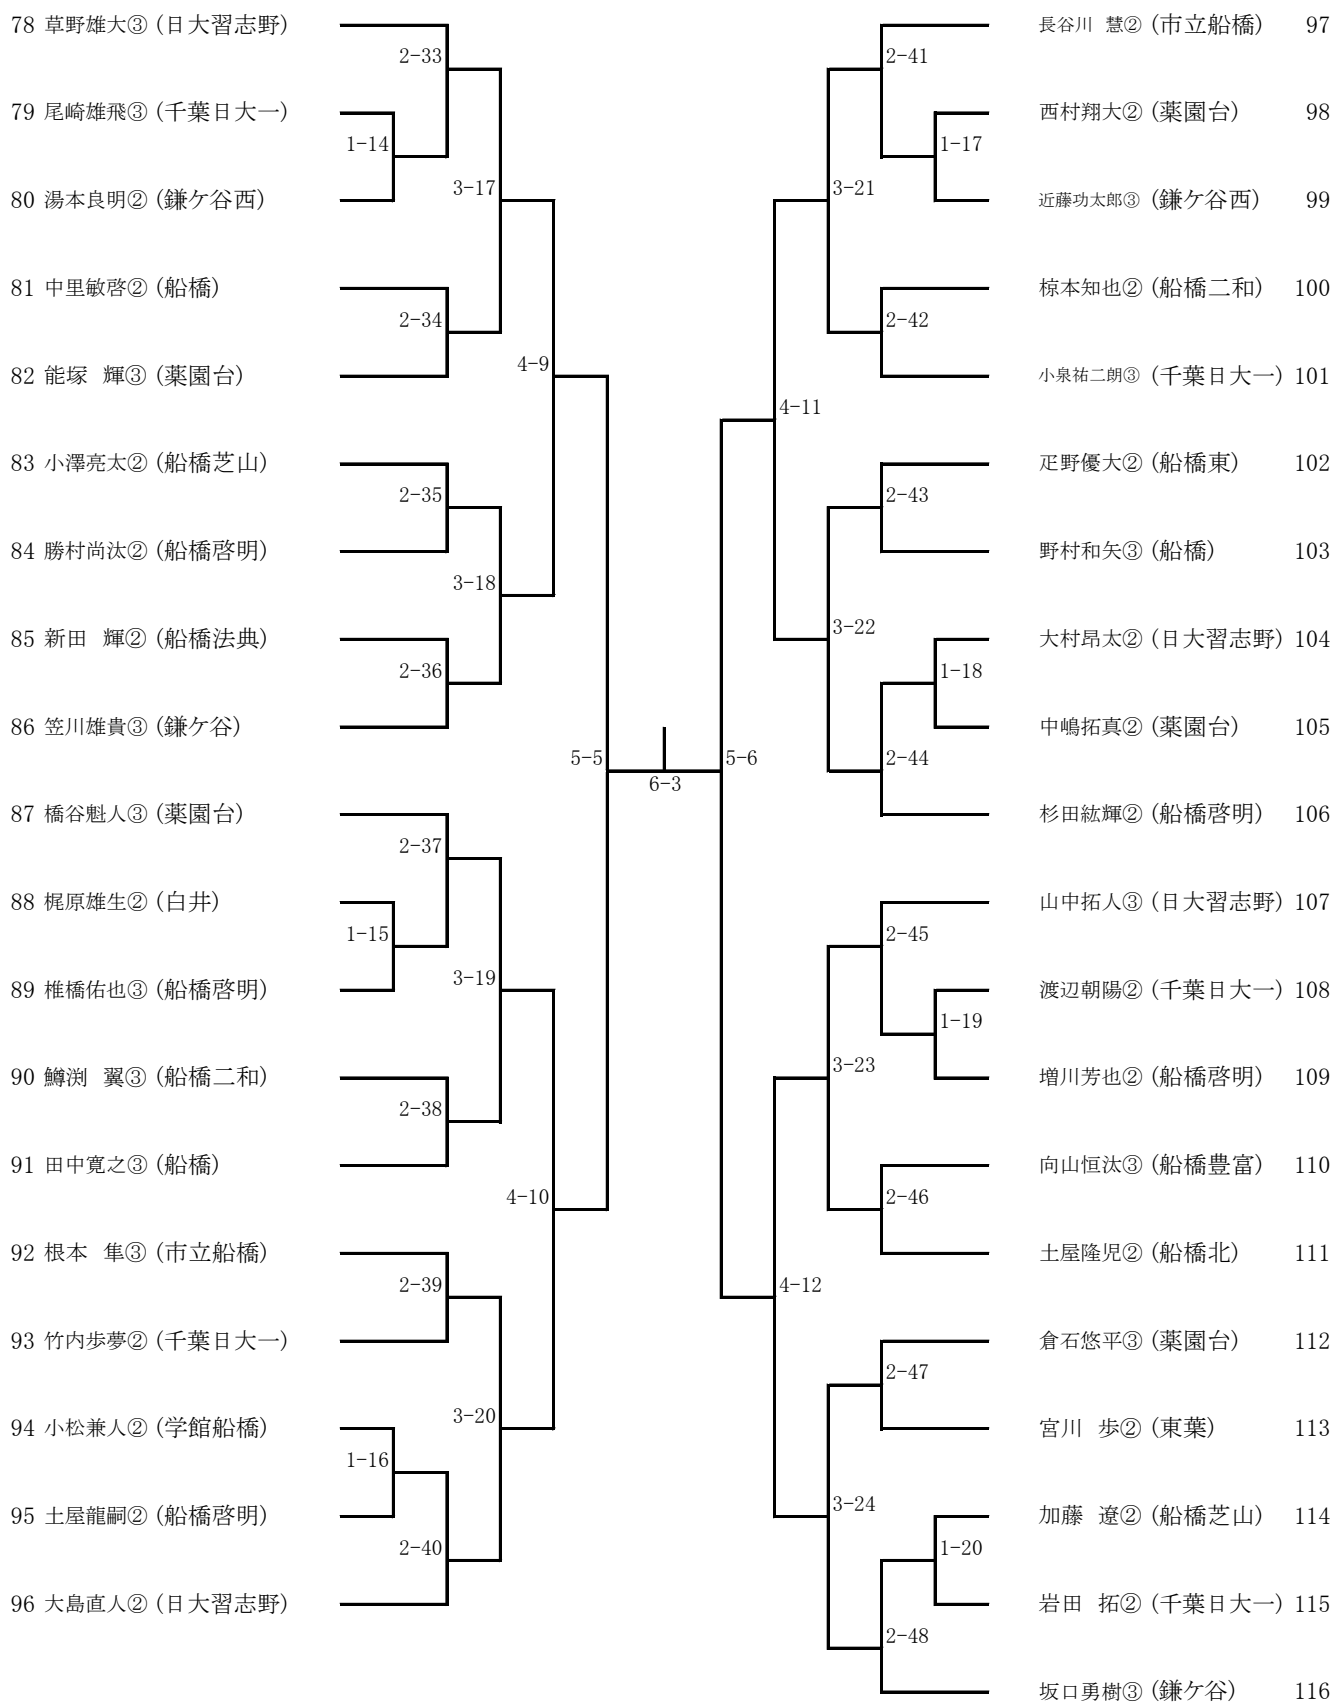 78 草野雄大③ (日大習志野)
2-33
79 尾崎雄飛③ (千葉日大一)
1-14
80 湯本良明② (鎌ケ谷西)
3-17
81 中里敏啓② (船橋)
2-34
82 能塚 輝③ (薬園台)
4-9
83 小澤亮太② (船橋芝山)
2-35
84 勝村尚汰② (船橋啓明)
3-18
85 新田 輝② (船橋法典)
2-36
86 笠川雄貴③ (鎌ケ谷)
5-5
87 橋谷魁人③ (薬園台)
2-37
88 梶原雄生② (白井)
1-15
89 椎橋佑也③ (船橋啓明)
3-19
90 鱒渕 翼③ (船橋二和)
2-38
91 田中寛之③ (船橋)
4-10
92 根本 隼③ (市立船橋)
2-39
93 竹内歩夢② (千葉日大一)
3-20
94 小松兼人② (学館船橋)
1-16
95 土屋龍嗣② (船橋啓明)
2-40
96 大島直人② (日大習志野)
6-3
長谷川 慧② (市立船橋) 97
2-41
西村翔大② (薬園台) 98
1-17
近藤功太郎③ (鎌ケ谷西) 99
3-21
椋本知也② (船橋二和) 100
2-42
小泉祐二朗③ (千葉日大一) 101
4-11
疋野優大② (船橋東) 102
2-43
野村和矢③ (船橋) 103
3-22
大村昂太② (日大習志野) 104
1-18
中嶋拓真② (薬園台) 105
2-44
5-6
杉田紘輝② (船橋啓明) 106
山中拓人③ (日大習志野) 107
2-45
渡辺朝陽② (千葉日大一) 108
1-19
3-23
増川芳也② (船橋啓明) 109
向山恒汰③ (船橋豊富) 110
2-46
土屋隆児② (船橋北) 111
4-12
倉石悠平③ (薬園台) 112
2-47
宮川 歩② (東葉) 113
3-24
加藤 遼② (船橋芝山) 114
1-20
岩田 拓② (千葉日大一) 115
2-48
坂口勇樹③ (鎌ケ谷) 116